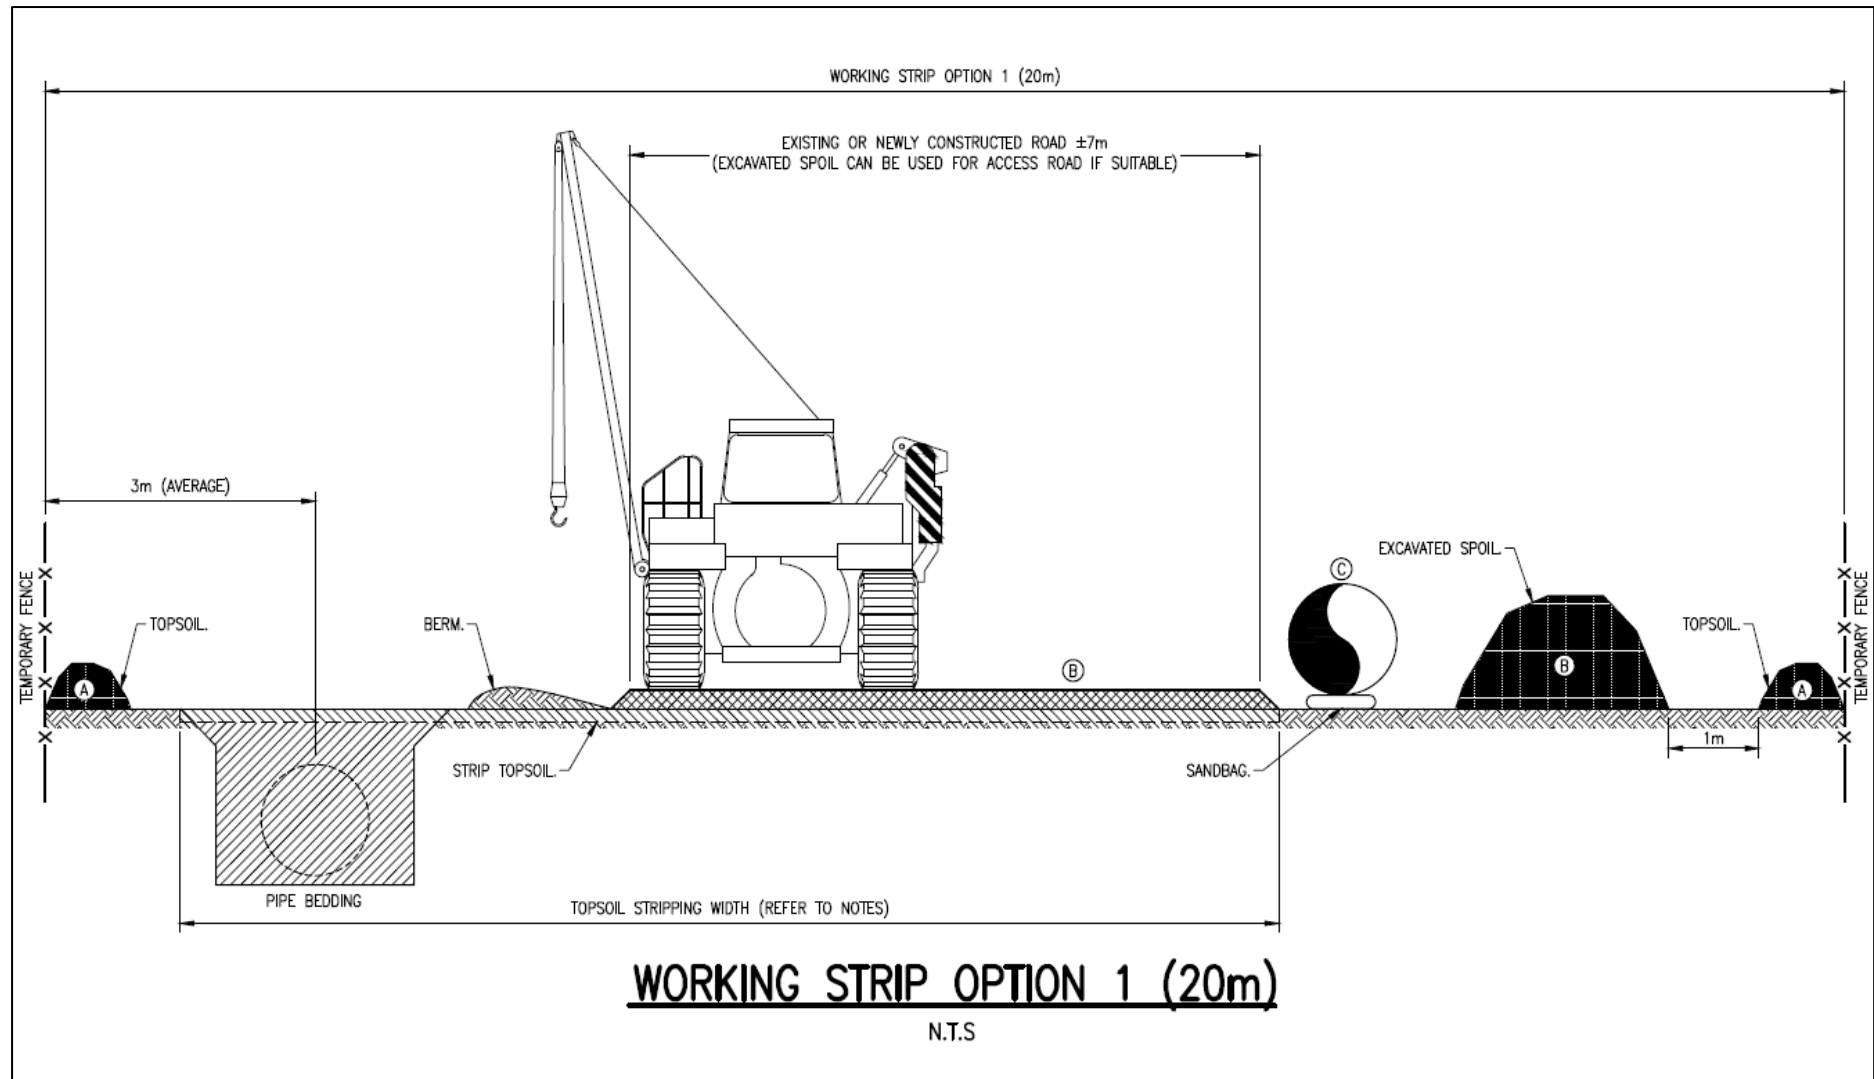 WORKING STRIP OPTION 1 (20m)
EXISTING OR NEWLY CONSTRUCTED ROAD ±7m
(EXCAVATED SPOIL CAN BE USED FOR ACCESS ROAD IF SUITABLE)
3m (AVERAGE)
TEMPORARY FENCE
TOPSOIL.
A
BERM.
B
C
EXCAVATED SPOIL
B
TOPSOIL.
A
TEMPORARY FENCE
1m
STRIP TOPSOIL.
SANDBAG.
PIPE BEDDING
TOPSOIL STRIPPING WIDTH (REFER TO NOTES)
WORKING STRIP OPTION 1 (20m)
N.T.S